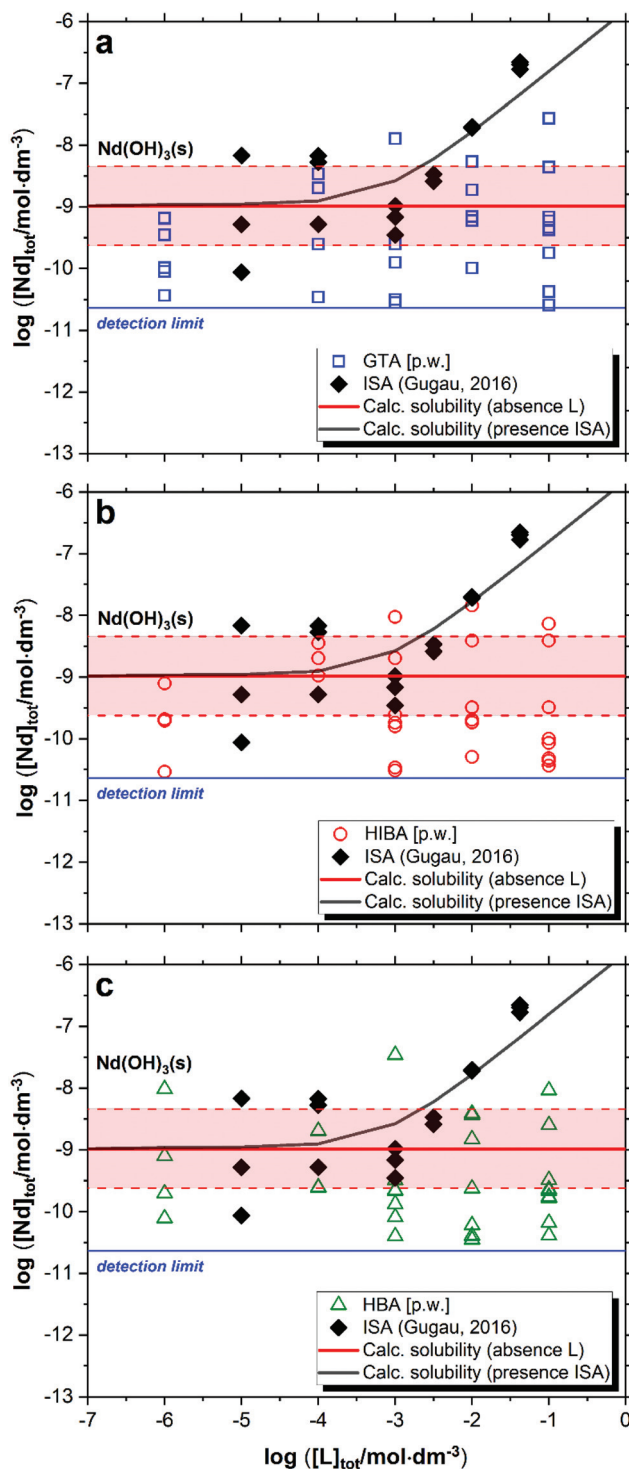 a
-6
-7
-8
-9
-10
-11
-12
-13
log ([Nd]tot/mol·dm⁻³)
Nd(OH)₃(s)
detection limit
GTA [p.w.]
ISA (Gugau, 2016)
Calc. solubility (absence L)
Calc. solubility (presence ISA)
b
-6
-7
-8
-9
-10
-11
-12
-13
log ([Nd]tot/mol·dm⁻³)
Nd(OH)₃(s)
detection limit
HIBA [p.w.]
ISA (Gugau, 2016)
Calc. solubility (absence L)
Calc. solubility (presence ISA)
c
-6
-7
-8
-9
-10
-11
-12
-13
log ([Nd]tot/mol·dm⁻³)
Nd(OH)₃(s)
detection limit
HBA [p.w.]
ISA (Gugau, 2016)
Calc. solubility (absence L)
Calc. solubility (presence ISA)
-7 -6 -5 -4 -3 -2 -1 0
log ([L]tot/mol·dm⁻³)